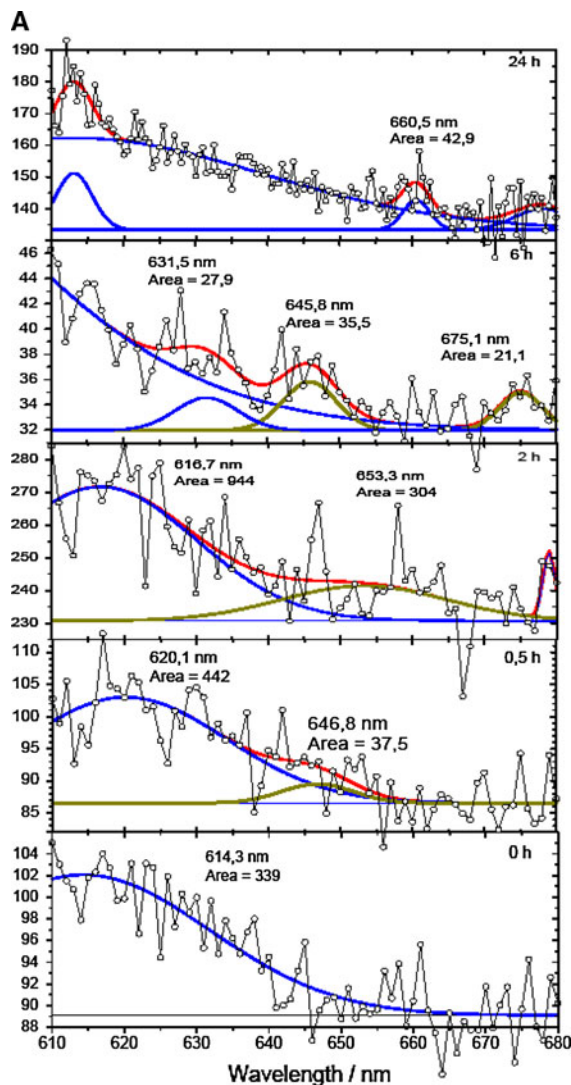 A
190
180
170
160
150
140
24 h
660,5 nm
Area = 42,9
46
44
42
40
38
36
34
32
6 h
631,5 nm
Area = 27,9
645,8 nm
Area = 35,5
675,1 nm
Area = 21,1
270
260
250
240
230
2 h
616,7 nm
Area = 944
653,3 nm
Area = 304
110
105
100
95
90
85
0,5 h
620,1 nm
Area = 442
646,8 nm
Area = 37,5
104
102
100
98
96
94
92
90
88
0 h
614,3 nm
Area = 339
610 620 630 640 650 660 670 680
Wavelength / nm